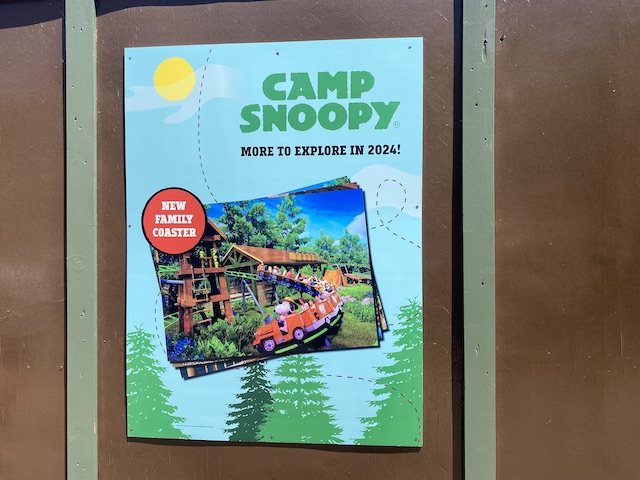 CAMP
SNOOPY®
MORE TO EXPLORE IN 2024!
NEW
FAMILY
COASTER